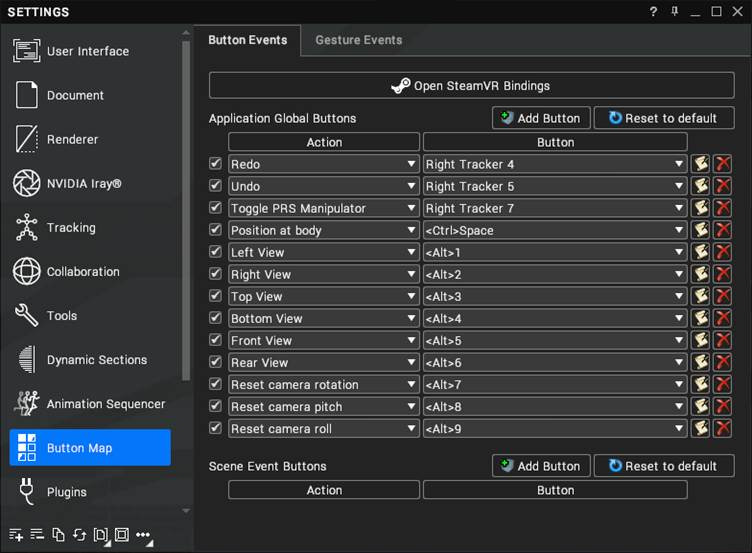 SETTINGS
?
User Interface
Document
Renderer
NVIDIA Iray®
Tracking
Collaboration
Tools
Dynamic Sections
Animation Sequencer
Button Map
Plugins
Button Events Gesture Events
Open SteamVR Bindings
Application Global Buttons Add Button Reset to default
Action Button
Redo Right Tracker 4
Undo Right Tracker 5
Toggle PRS Manipulator Right Tracker 7
Position at body <Ctrl>Space
Left View <Alt>1
Right View <Alt>2
Top View <Alt>3
Bottom View <Alt>4
Front View <Alt>5
Rear View <Alt>6
Reset camera rotation <Alt>7
Reset camera pitch <Alt>8
Reset camera roll <Alt>9
Scene Event Buttons Add Button Reset to default
Action Button